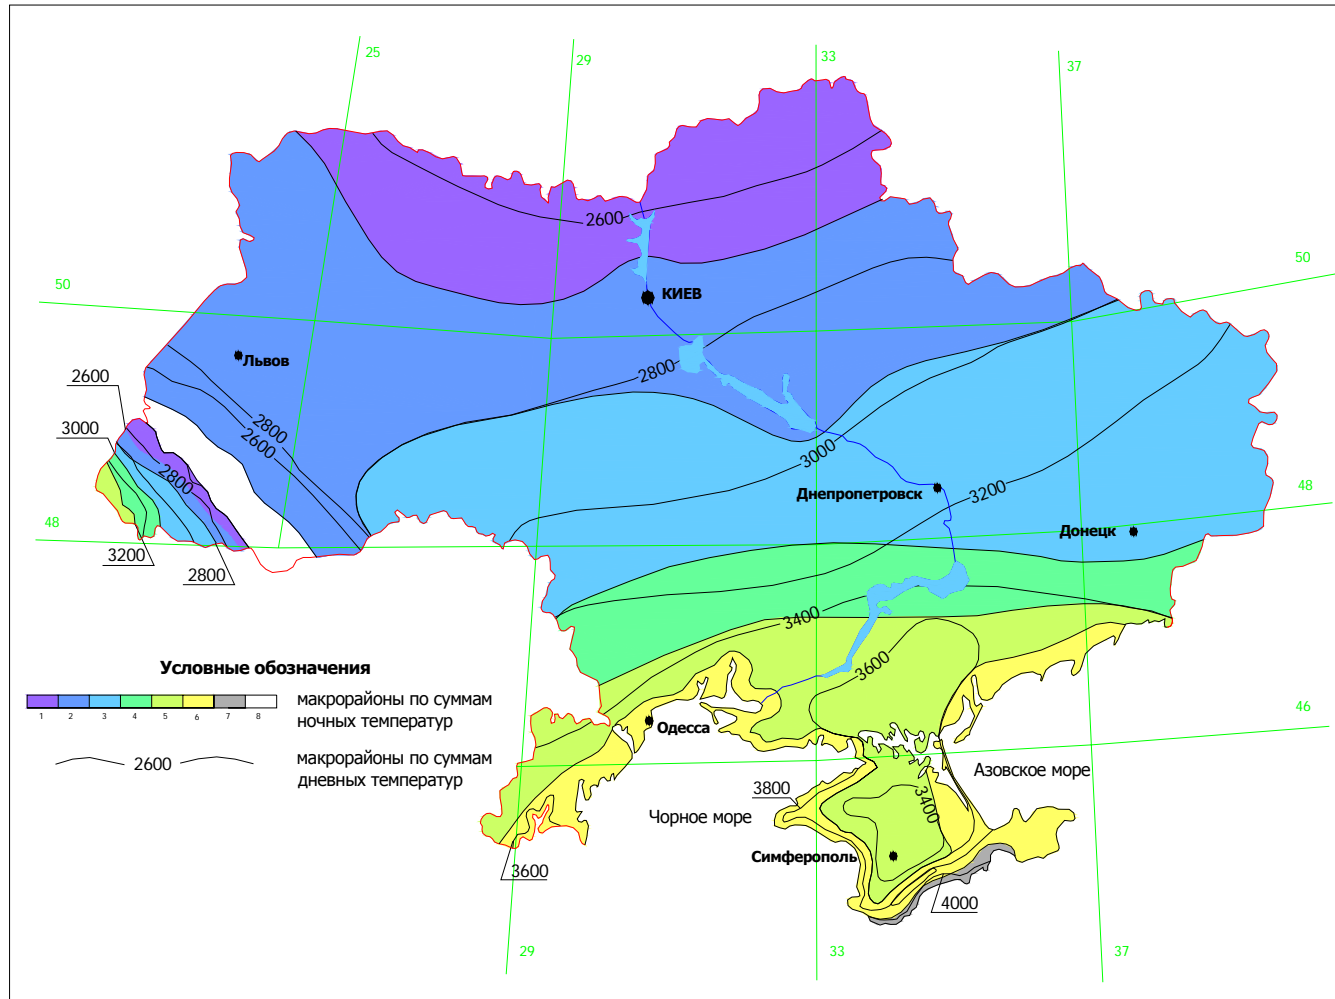 25
29
33
37
2600
50
50
КИЕВ
Львов
2800
2600
2800
2600
3000
3000
2800
Днепропетровск
3200
48
48
Донецк
3200
2800
3400
3600
Условные обозначения
1 2 3 4 5 6 7 8
макрорайоны по суммам
ночных температур
2600
макрорайоны по суммам
дневных температур
46
Одесса
Азовское море
3800
3400
Чорное море
Симферополь
3600
4000
29
33
37